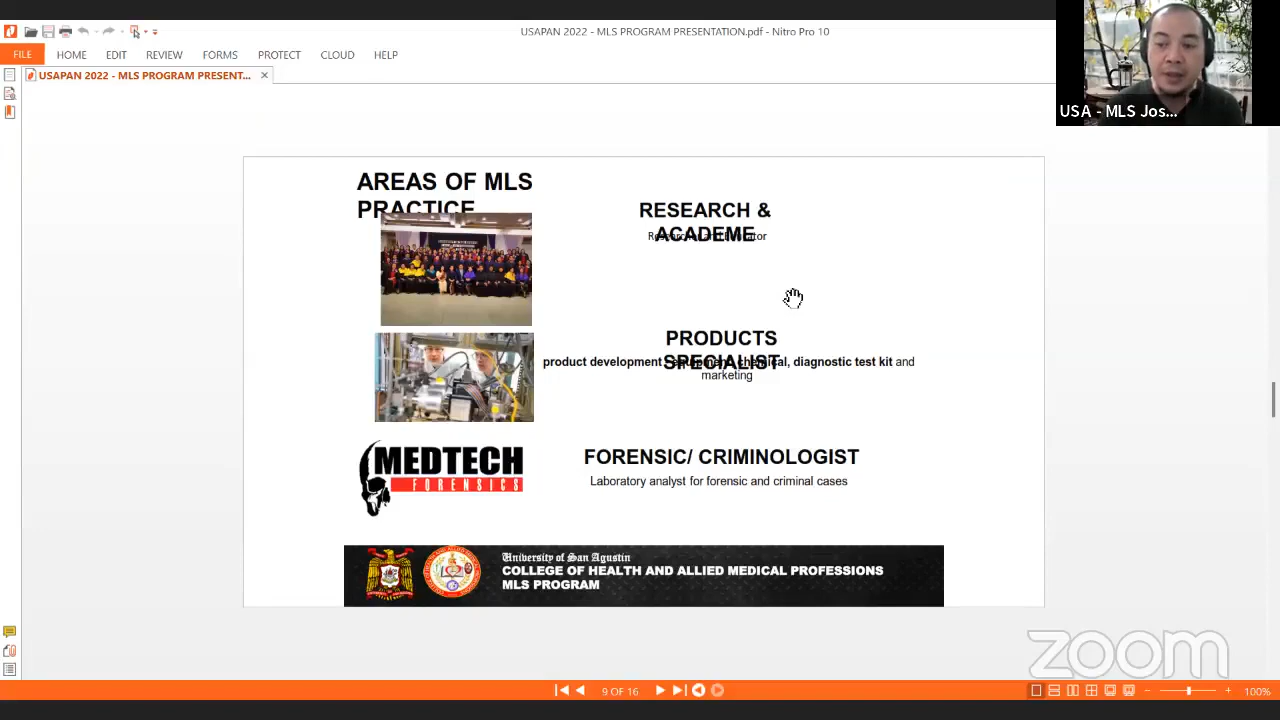 USAPAN 2022 - MLS PROGRAM PRESENTATION.pdf - Nitro Pro 10
FILE HOME EDIT REVIEW FORMS PROTECT CLOUD HELP
USAPAN 2022 - MLS PROGRAM PRESENT...
USA - MLS Jos...
AREAS OF MLS
PRACTICE
RESEARCH &
ACADEME
PRODUCTS
SPECIALIST
product development, equipment, chemical, diagnostic test kit and
marketing
MEDTECH
FORENSICS
FORENSIC/ CRIMINOLOGIST
Laboratory analyst for forensic and criminal cases
University of San Agustin
COLLEGE OF HEALTH AND ALLIED MEDICAL PROFESSIONS
MLS PROGRAM
zoom
9 OF 16
100%